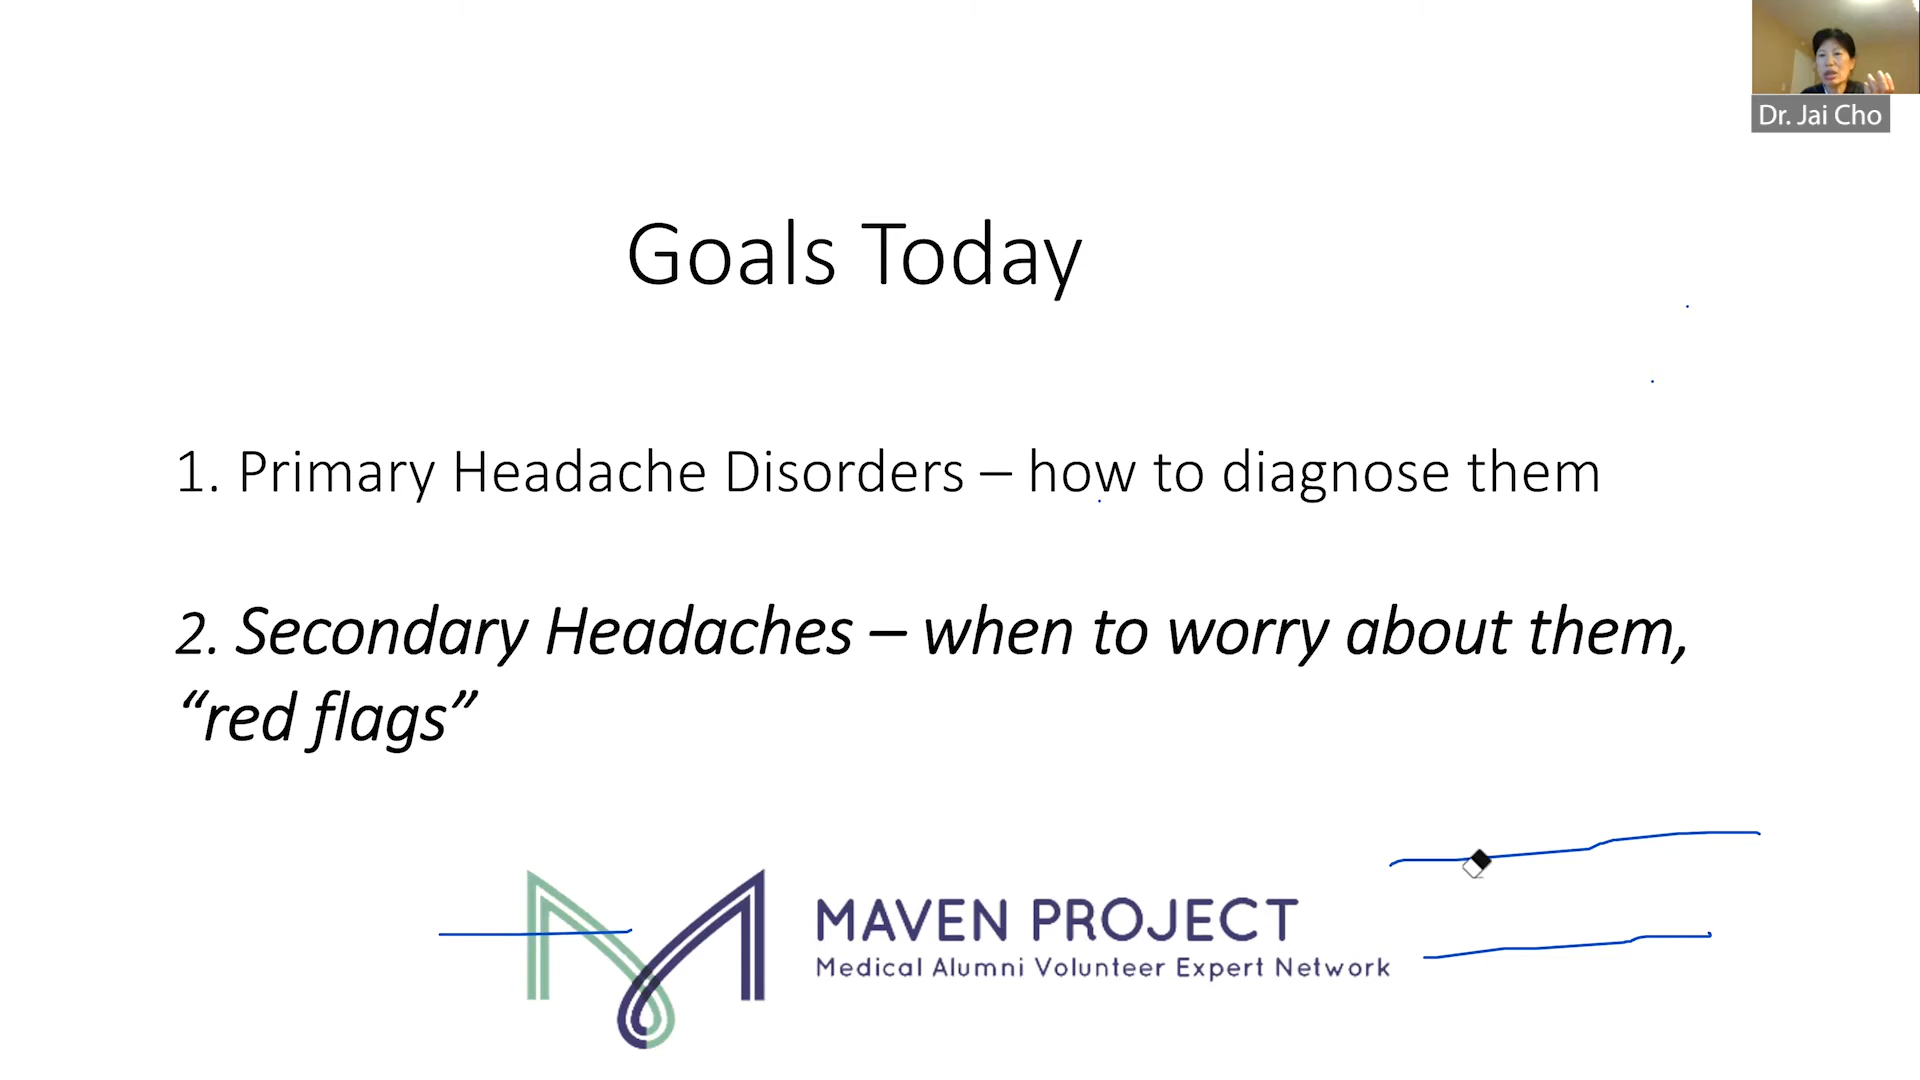 Dr. Jai Cho
Goals Today
1. Primary Headache Disorders – how to diagnose them
2. Secondary Headaches – when to worry about them,
“red flags”
MAVEN PROJECT
Medical Alumni Volunteer Expert Network